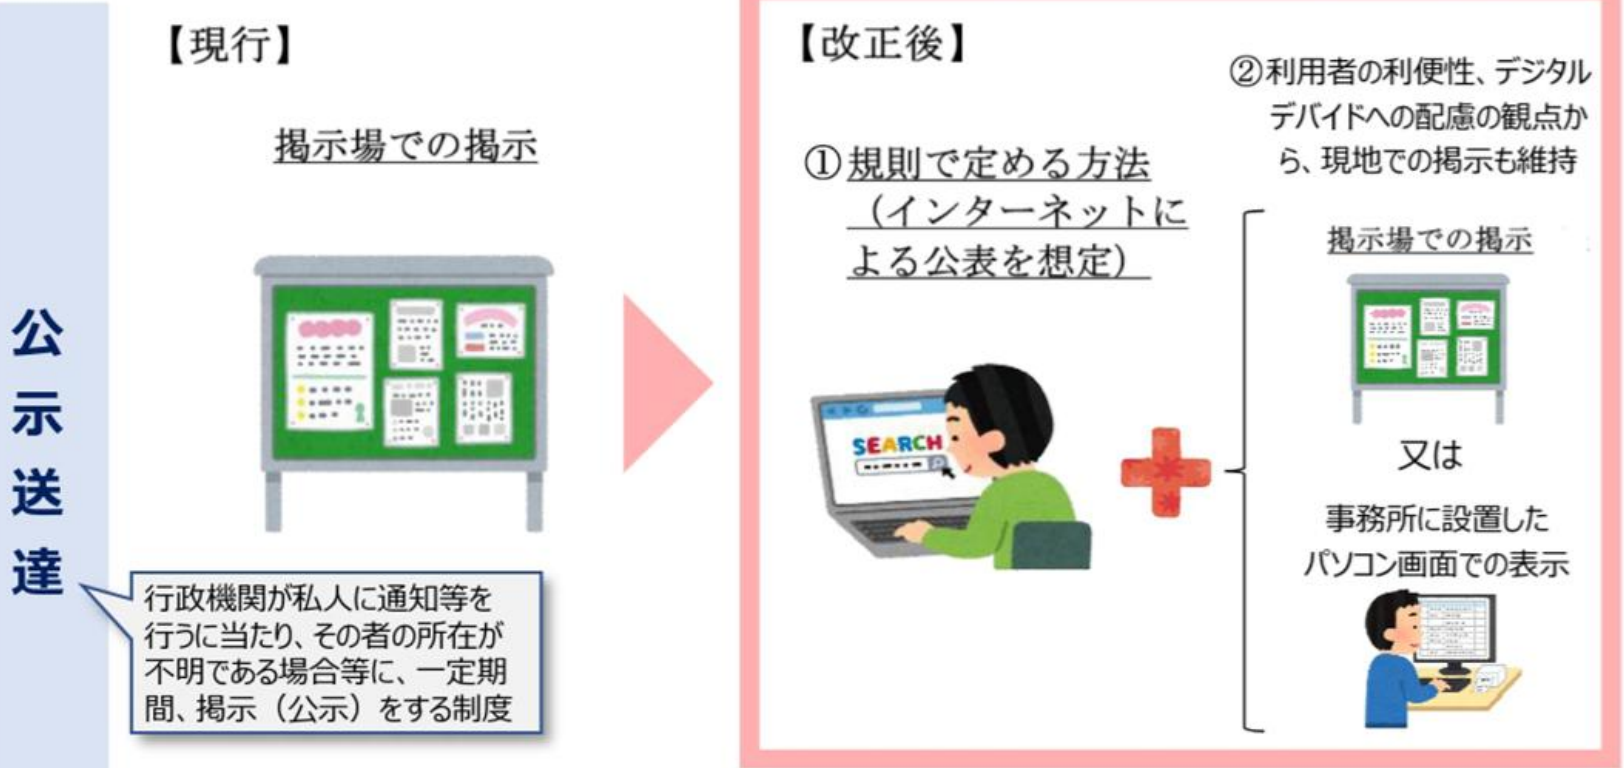 公示送達
【現行】
掲示場での掲示
行政機関が私人に通知等を
行うに当たり、その者の所在が
不明である場合等に、一定期
間、掲示（公示）をする制度
【改正後】
①規則で定める方法
（インターネットに
よる公表を想定）
SEARCH
②利用者の利便性、デジタル
デバイドへの配慮の観点か
ら、現地での掲示も維持
掲示場での掲示
又は
事務所に設置した
パソコン画面での表示